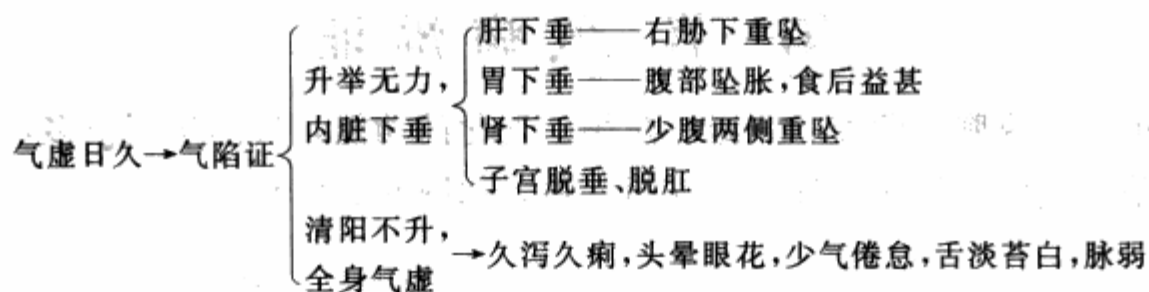 肝下垂——右胁下重坠
升举无力,
胃下垂——腹部坠胀,食后益甚
内脏下垂
肾下垂——少腹两侧重坠
气虚日久→气陷证
子宫脱垂、脱肛
清阳不升,
全身气虚
→久泻久痢,头晕眼花,少气倦怠,舌淡苔白,脉弱